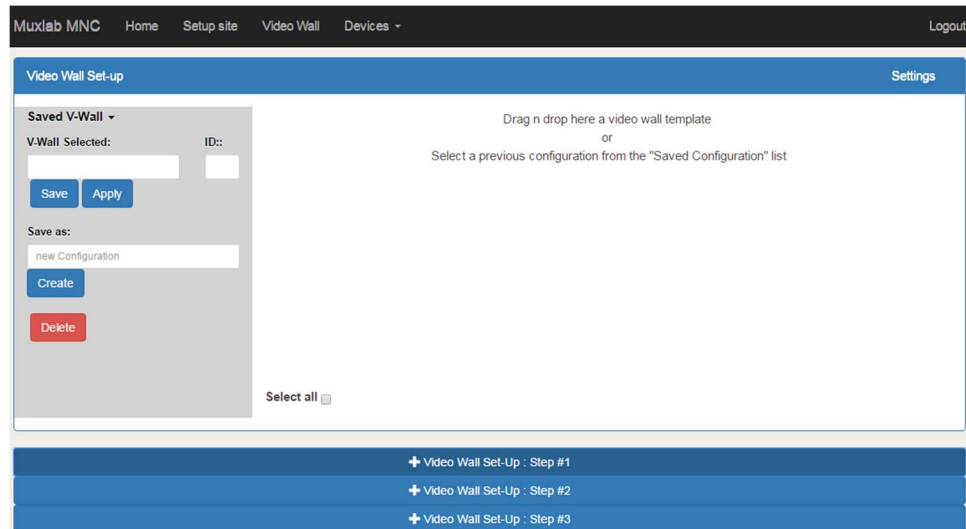 Muxlab MNC Home Setup site Video Wall Devices Logout
Video Wall Set-up Settings
Saved V-Wall
V-Wall Selected: ID::
Save Apply
Save as:
new Configuration
Create
Delete
Drag n drop here a video wall template
or
Select a previous configuration from the "Saved Configuration" list
Select all
Video Wall Set-Up : Step #1
Video Wall Set-Up : Step #2
Video Wall Set-Up : Step #3